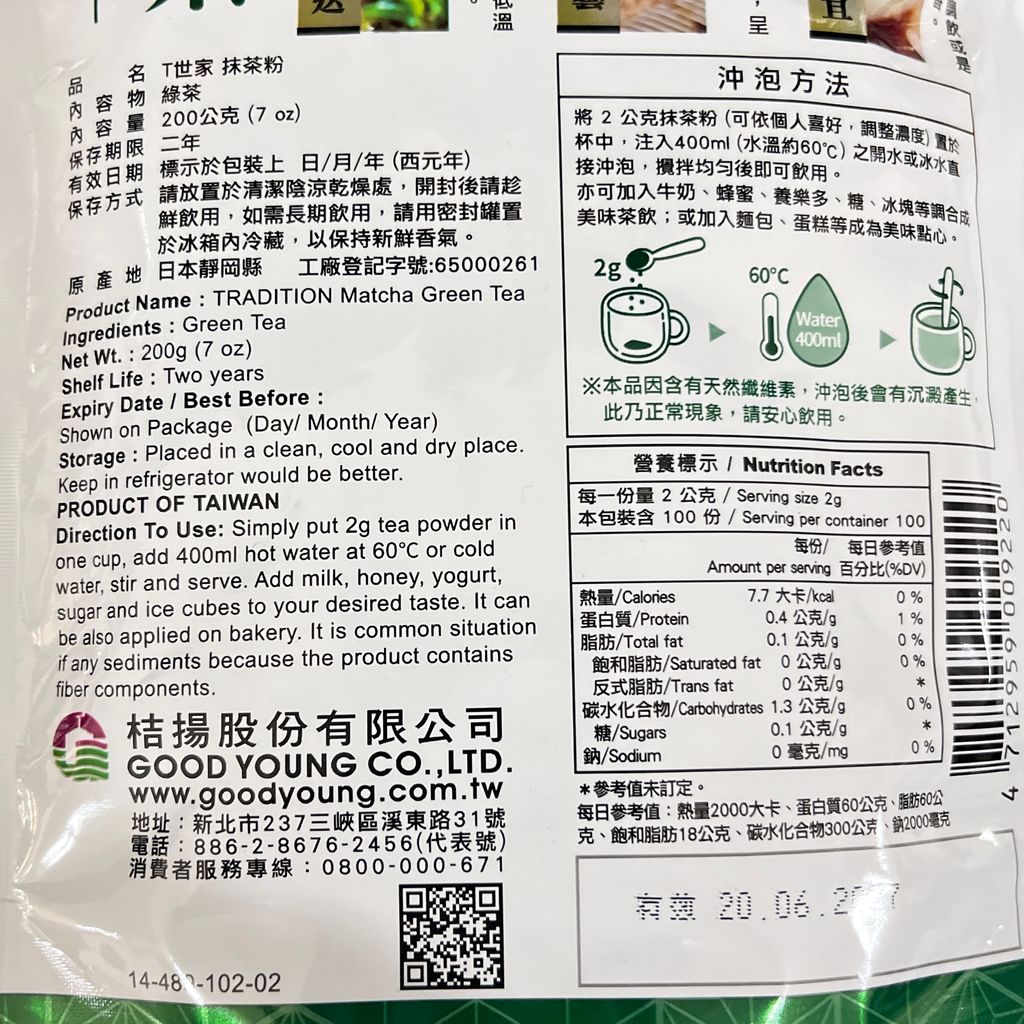 低溫
呈
宜
調飲或是
品名 T世家 抹茶粉
內容物 綠茶
內容量 200公克 (7 oz)
保存期限 二年
有效日期 標示於包裝上 日/月/年 (西元年)
保存方式 請放置於清潔陰涼乾燥處，開封後請趁
鮮飲用，如需長期飲用，請用密封罐置
於冰箱內冷藏，以保持新鮮香氣。
原產地 日本靜岡縣 工廠登記字號:65000261
Product Name : TRADITION Matcha Green Tea
Ingredients : Green Tea
Net Wt. : 200g (7 oz)
Shelf Life : Two years
Expiry Date / Best Before :
Shown on Package (Day/ Month/ Year)
Storage : Placed in a clean, cool and dry place.
Keep in refrigerator would be better.
PRODUCT OF TAIWAN
Direction To Use: Simply put 2g tea powder in
one cup, add 400ml hot water at 60℃ or cold
water, stir and serve. Add milk, honey, yogurt,
sugar and ice cubes to your desired taste. It can
be also applied on bakery. It is common situation
if any sediments because the product contains
fiber components.
桔揚股份有限公司
GOOD YOUNG CO.,LTD.
www.goodyoung.com.tw
地址：新北市237三峽區溪東路31號
電話：886-2-8676-2456(代表號)
消費者服務專線：0800-000-671
14-489-102-02
沖泡方法
將 2 公克抹茶粉 (可依個人喜好，調整濃度) 置於
杯中，注入400ml (水溫約60℃) 之開水或冰水直
接沖泡，攪拌均勻後即可飲用。
亦可加入牛奶、蜂蜜、養樂多、糖、冰塊等調合成
美味茶飲；或加入麵包、蛋糕等成為美味點心。
2g
60℃
Water
400ml
※本品因含有天然纖維素，沖泡後會有沉澱產生，
此乃正常現象，請安心飲用。
營養標示 / Nutrition Facts
每一份量 2 公克 / Serving size 2g
本包裝含 100 份 / Serving per container 100
每份/ 每日參考值
Amount per serving 百分比(%DV)
熱量/Calories 7.7 大卡/kcal 0 %
蛋白質/Protein 0.4 公克/g 1 %
脂肪/Total fat 0.1 公克/g 0 %
飽和脂肪/Saturated fat 0 公克/g 0 %
反式脂肪/Trans fat 0 公克/g *
碳水化合物/Carbohydrates 1.3 公克/g 0 %
糖/Sugars 0.1 公克/g *
鈉/Sodium 0 毫克/mg 0 %
*參考值未訂定。
每日參考值：熱量2000大卡、蛋白質60公克、脂肪60公
克、飽和脂肪18公克、碳水化合物300公克、鈉2000毫克
4 712959 009220
有效 20.06.2